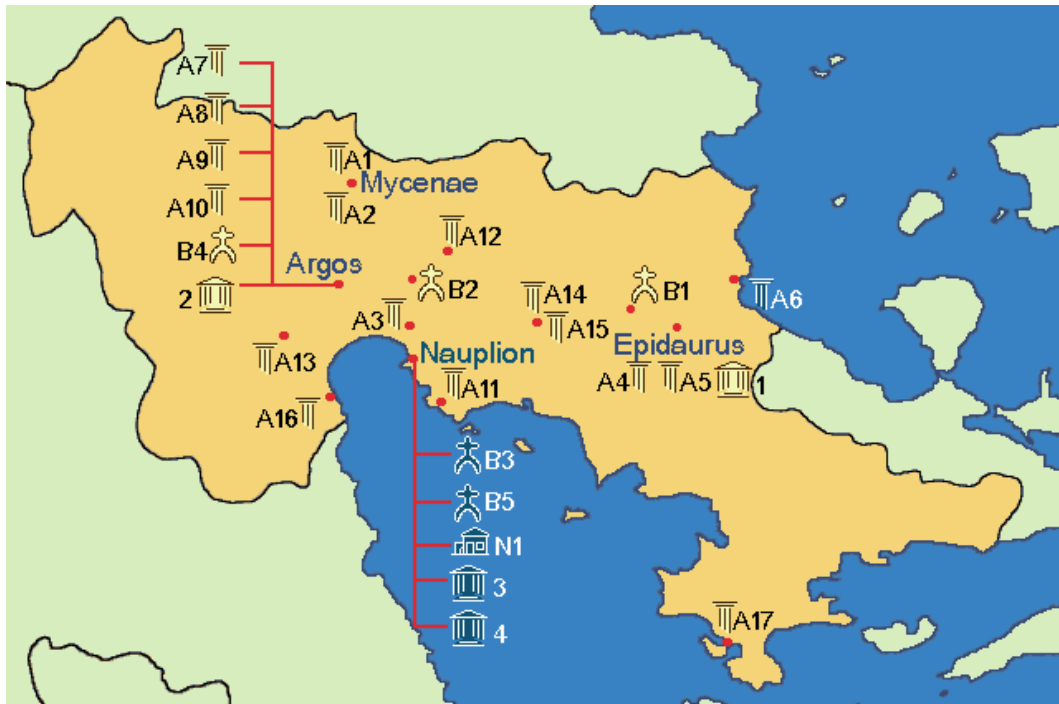 A7
A8
A9
A10
B4
2
A1
Mycenae
A2
Argos
A12
B2
A3
A14
A15
B1
A6
Epidaurus
A4 A5 1
A13
Nauplion
A11
A16
B3
B5
N1
3
4
A17